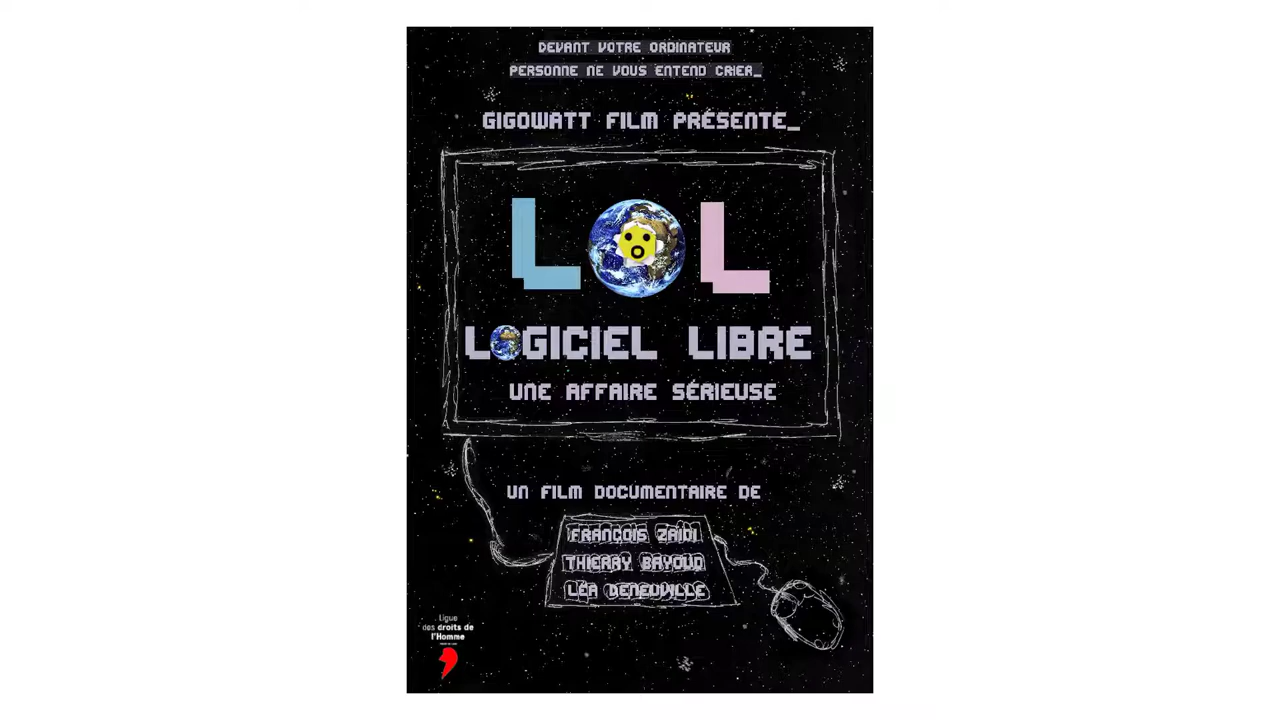 DEVANT VOTRE ORDINATEUR
PERSONNE NE VOUS ENTEND CRIER_
GIGOWATT FILM PRÉSENTE_
LOL
LOGICIEL LIBRE
UNE AFFAIRE SÉRIEUSE
UN FILM DOCUMENTAIRE DE
FRANÇOIS ZAÏDI
THIERRY BAYOUD
LÉA DENEUVILLE
Ligue
des droits de
l'Homme